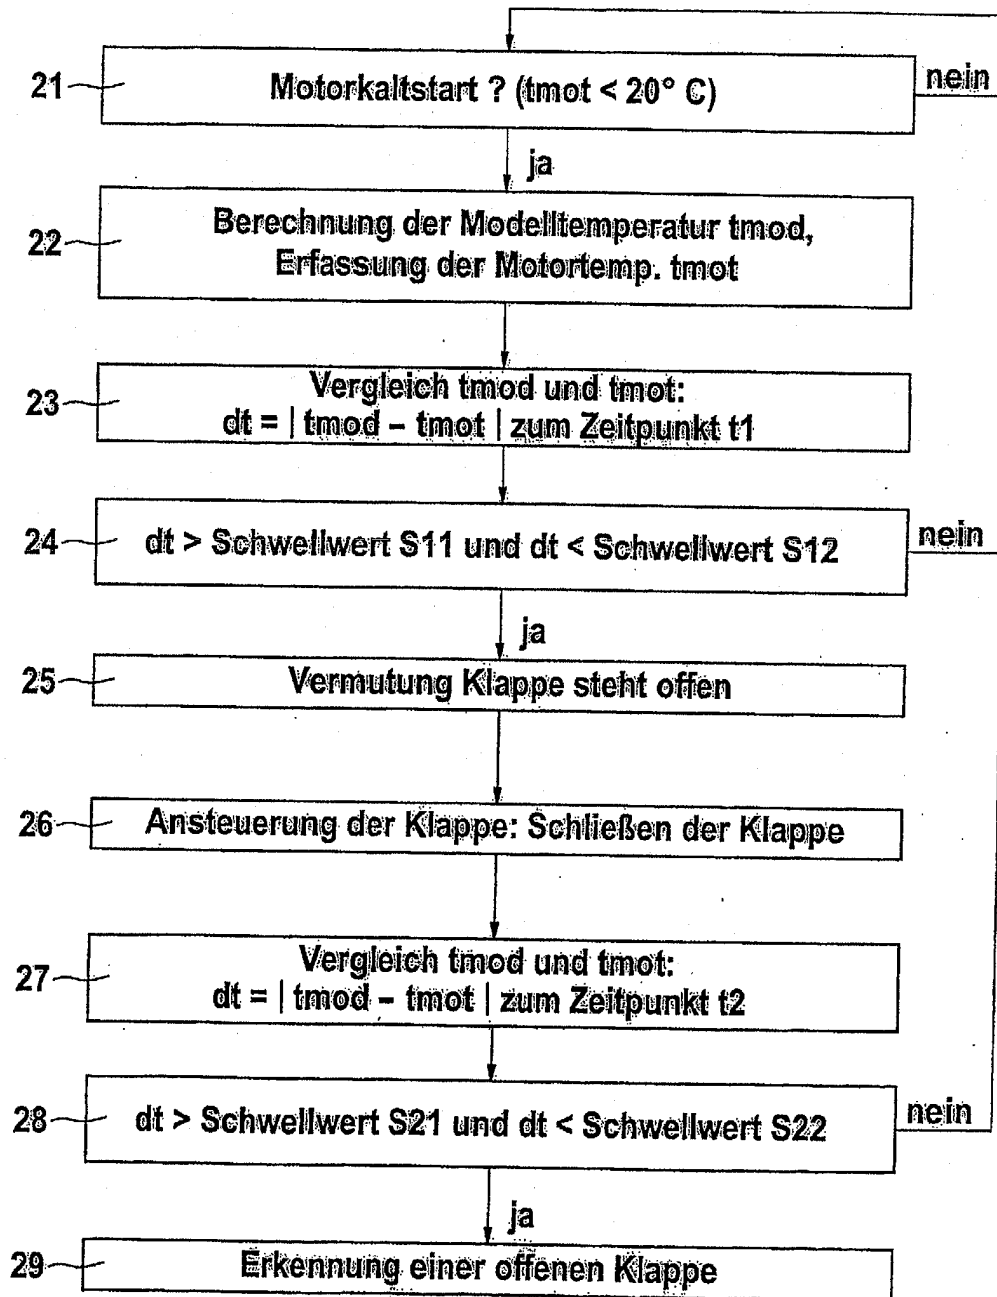 21 Motorkaltstart ? (tmot < 20° C) nein
ja
22 Berechnung der Modelltemperatur tmod,
Erfassung der Motortemp. tmot
23 Vergleich tmod und tmot:
dt = | tmod – tmot | zum Zeitpunkt t1
24 dt > Schwellwert S11 und dt < Schwellwert S12 nein
ja
25 Vermutung Klappe steht offen
26 Ansteuerung der Klappe: Schließen der Klappe
27 Vergleich tmod und tmot:
dt = | tmod – tmot | zum Zeitpunkt t2
28 dt > Schwellwert S21 und dt < Schwellwert S22 nein
ja
29 Erkennung einer offenen Klappe